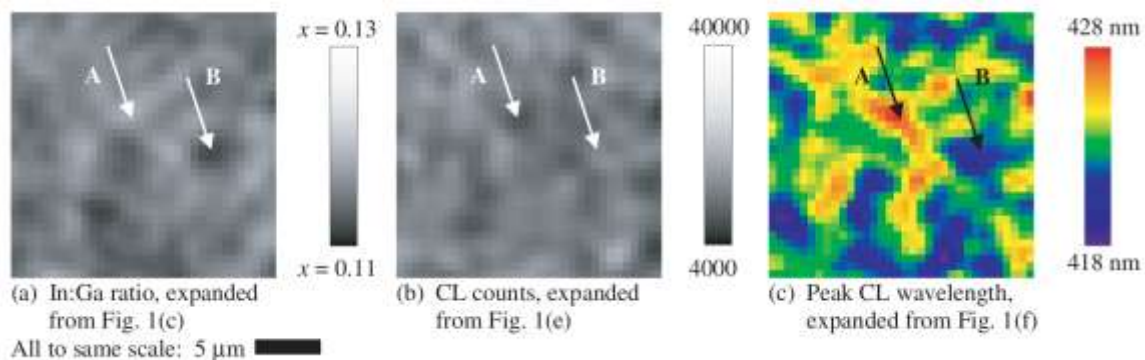 x = 0.13
A
B
x = 0.11
(a) In:Ga ratio, expanded
from Fig. 1(c)
All to same scale: 5 μm
40000
A
B
4000
(b) CL counts, expanded
from Fig. 1(e)
428 nm
A
B
418 nm
(c) Peak CL wavelength,
expanded from Fig. 1(f)